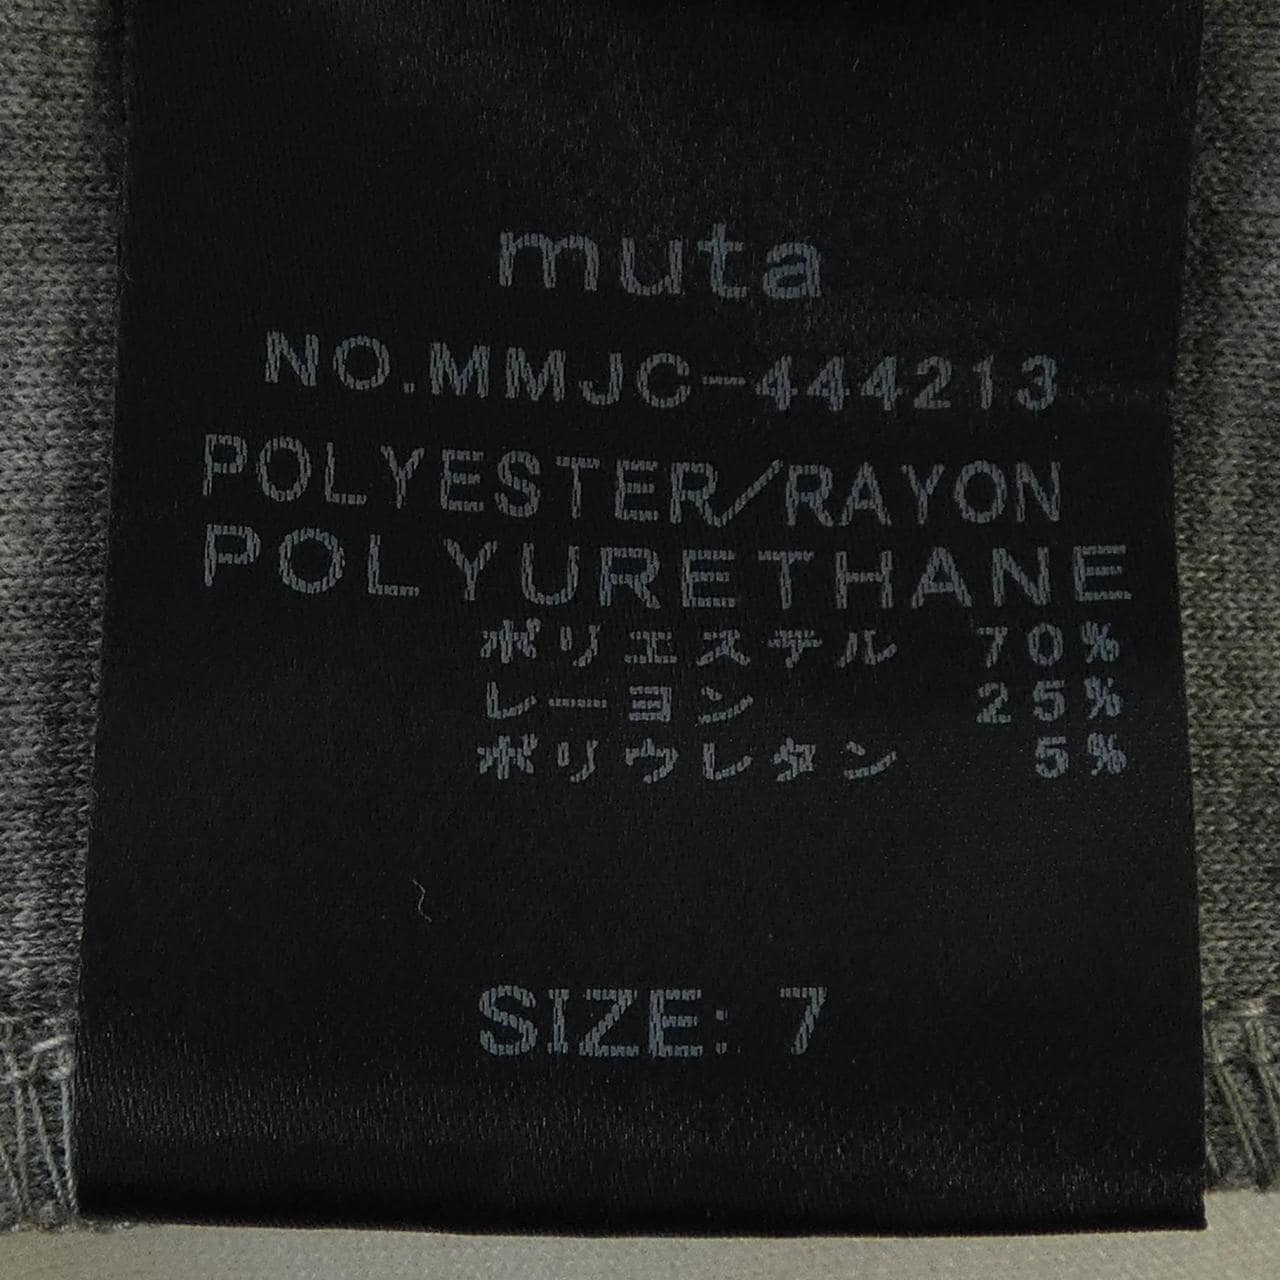 muta
NO.MMJC-444213
POLYESTER/RAYON
POLYURETHANE
ポリエステル 70%
レーヨン 25%
ポリウレタン 5%
SIZE: 7